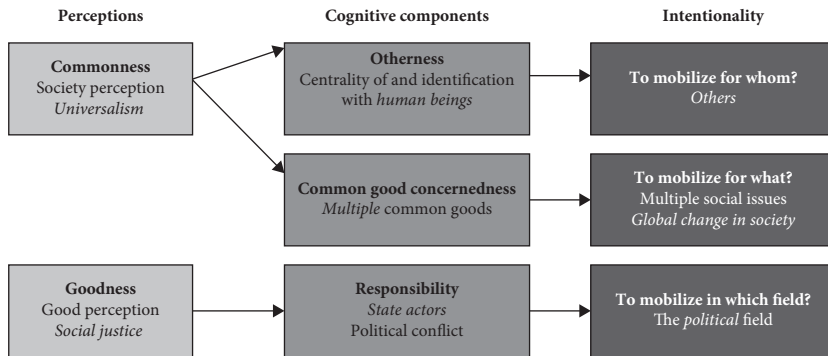 Perceptions
Cognitive components
Intentionality
Commonness
Society perception
Universalism
Otherness
Centrality of and identification
with human beings
To mobilize for whom?
Others
Common good concernedness
Multiple common goods
To mobilize for what?
Multiple social issues
Global change in society
Goodness
Good perception
Social justice
Responsibility
State actors
Political conflict
To mobilize in which field?
The political field